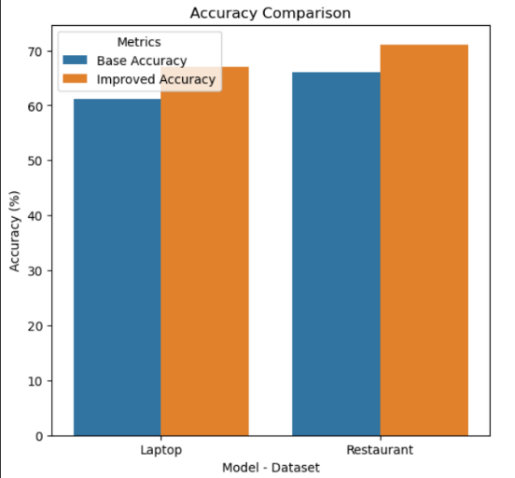 Accuracy Comparison
Metrics
Base Accuracy
Improved Accuracy
Accuracy (%)
70
60
50
40
30
20
10
0
Laptop
Restaurant
Model - Dataset